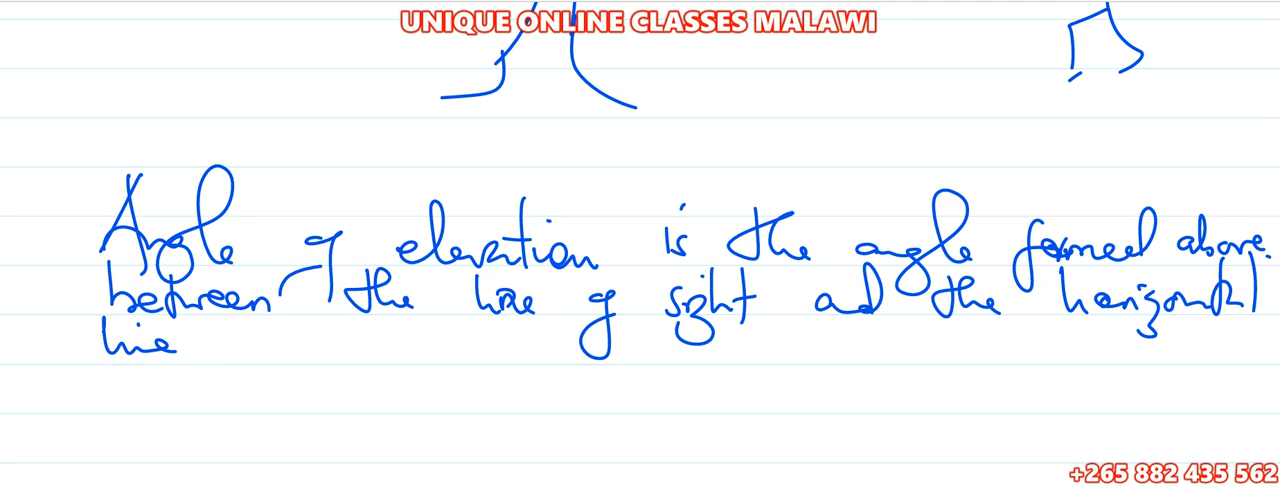 UNIQUE ONLINE CLASSES MALAWI
Angle of elevation is the angle formed above
between the line of sight and the horizontal
line
+265 882 435 562